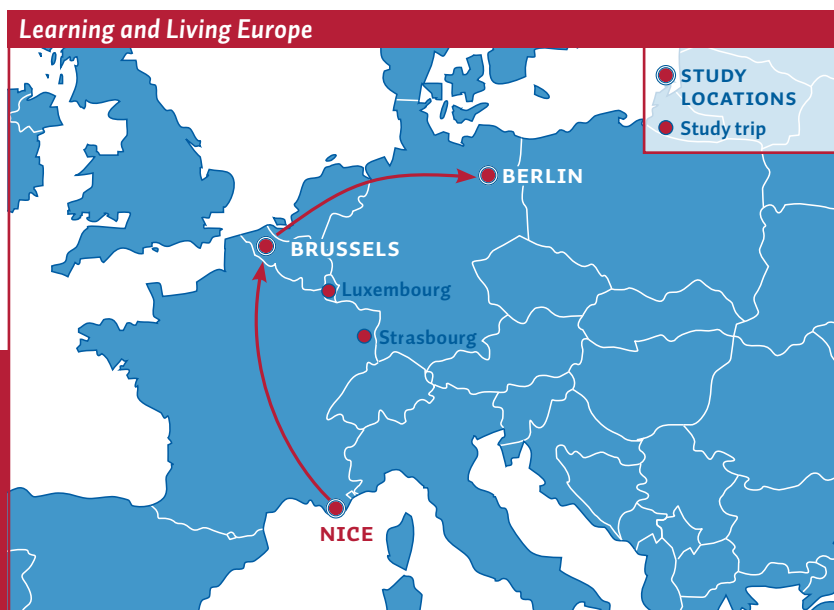 Learning and Living Europe
STUDY
LOCATIONS
Study trip
BERLIN
BRUSSELS
Luxembourg
Strasbourg
NICE